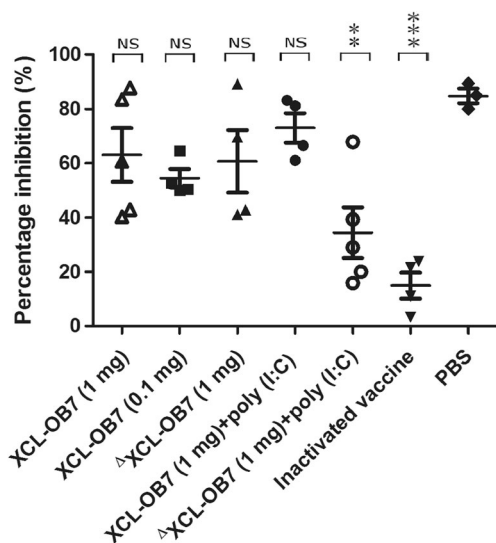 NS NS NS NS ** ***
Percentage inhibition (%)
100
80
60
40
20
0
XCL-OB7 (1 mg)
XCL-OB7 (0.1 mg)
ΔXCL-OB7 (1 mg)
XCL-OB7 (1 mg)+poly (I:C)
ΔXCL-OB7 (1 mg)+poly (I:C)
Inactivated vaccine
PBS